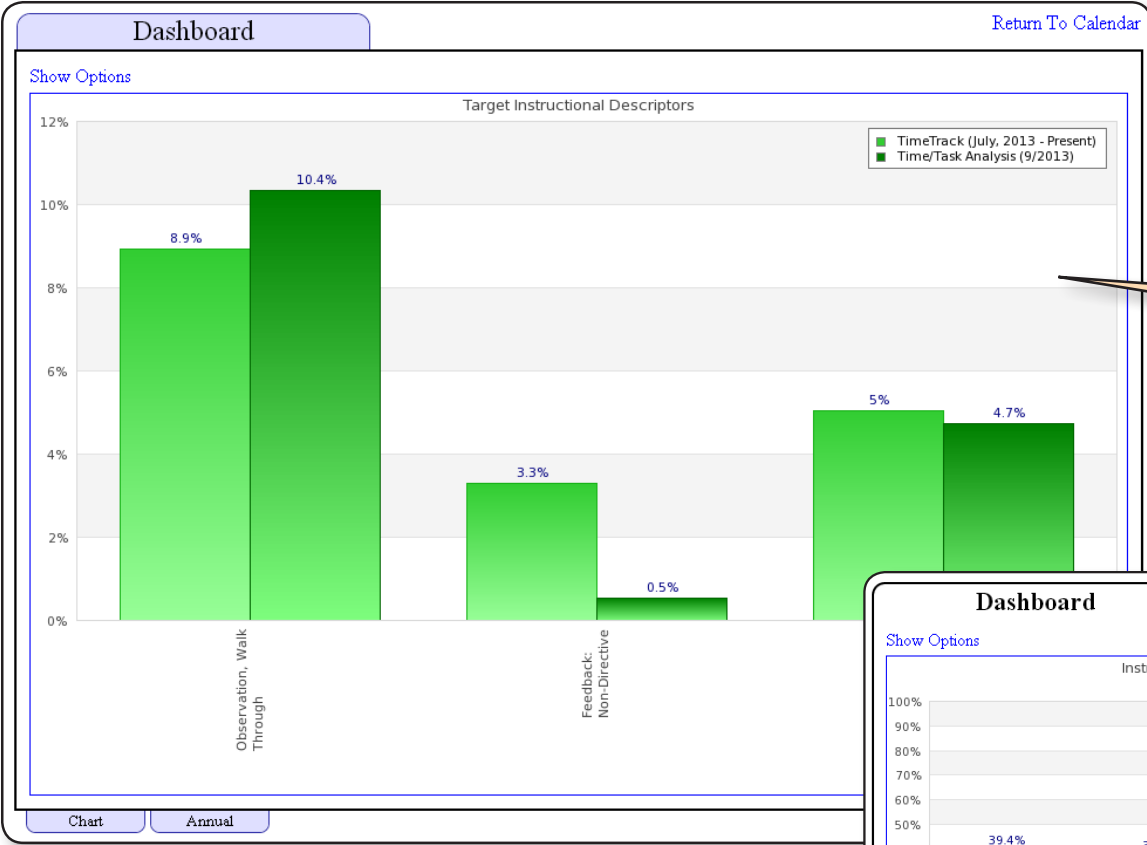 Dashboard
Return To Calendar
Show Options
Target Instructional Descriptors
TimeTrack (July, 2013 - Present)
Time/Task Analysis (9/2013)
12%
10%
8%
6%
4%
2%
0%
8.9%
10.4%
3.3%
0.5%
5%
4.7%
Observation, Walk
Through
Feedback:
Non-Directive
Chart
Annual
Dashboard
Show Options
100%
90%
80%
70%
60%
50%
39.4%